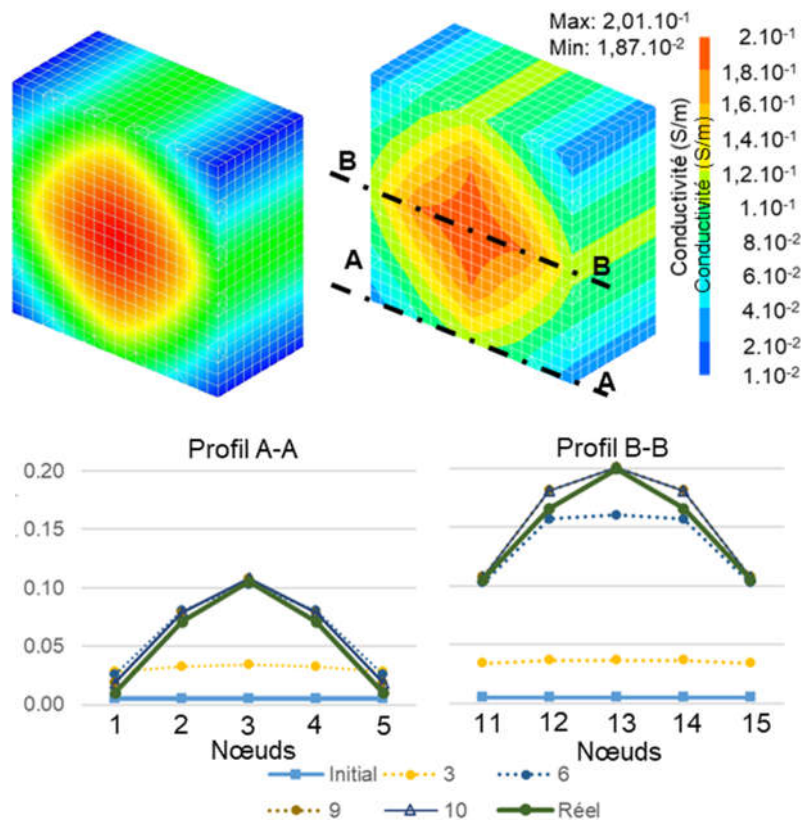 Max: 2,01.10-1
Min: 1,87.10-2
2.10-1
1,8.10-1
1,6.10-1
1,4.10-1
1,2.10-1
1.10-1
8.10-2
6.10-2
4.10-2
2.10-2
1.10-2
Conductivité (S/m)
Conductivité (S/m)
B
B
A
A
Profil A-A
Profil B-B
0.20
0.15
0.10
0.05
0.00
1 2 3 4 5
11 12 13 14 15
Nœuds
Nœuds
Initial 3 6
9 10 Réel